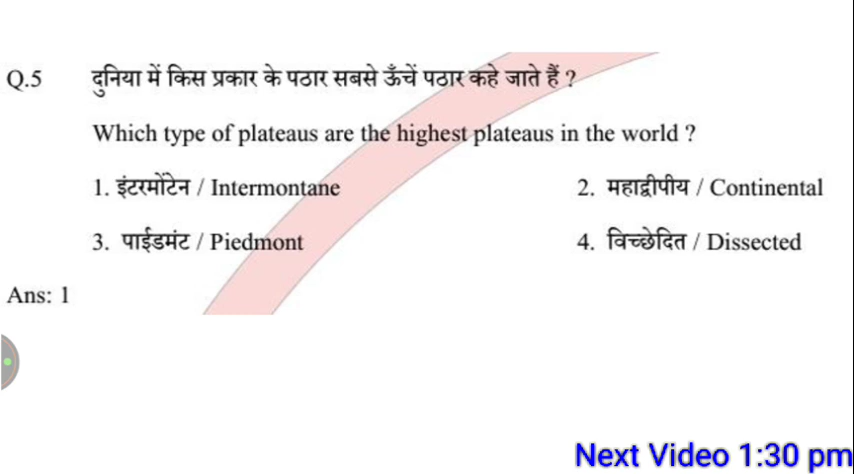 Q.5 दुनिया में किस प्रकार के पठार सबसे ऊँचें पठार कहे जाते हैं ?
Which type of plateaus are the highest plateaus in the world ?
1. इंटरमोंटेन / Intermontane 2. महाद्वीपीय / Continental
3. पाईडमंट / Piedmont 4. विच्छेदित / Dissected
Ans: 1
Next Video 1:30 pm